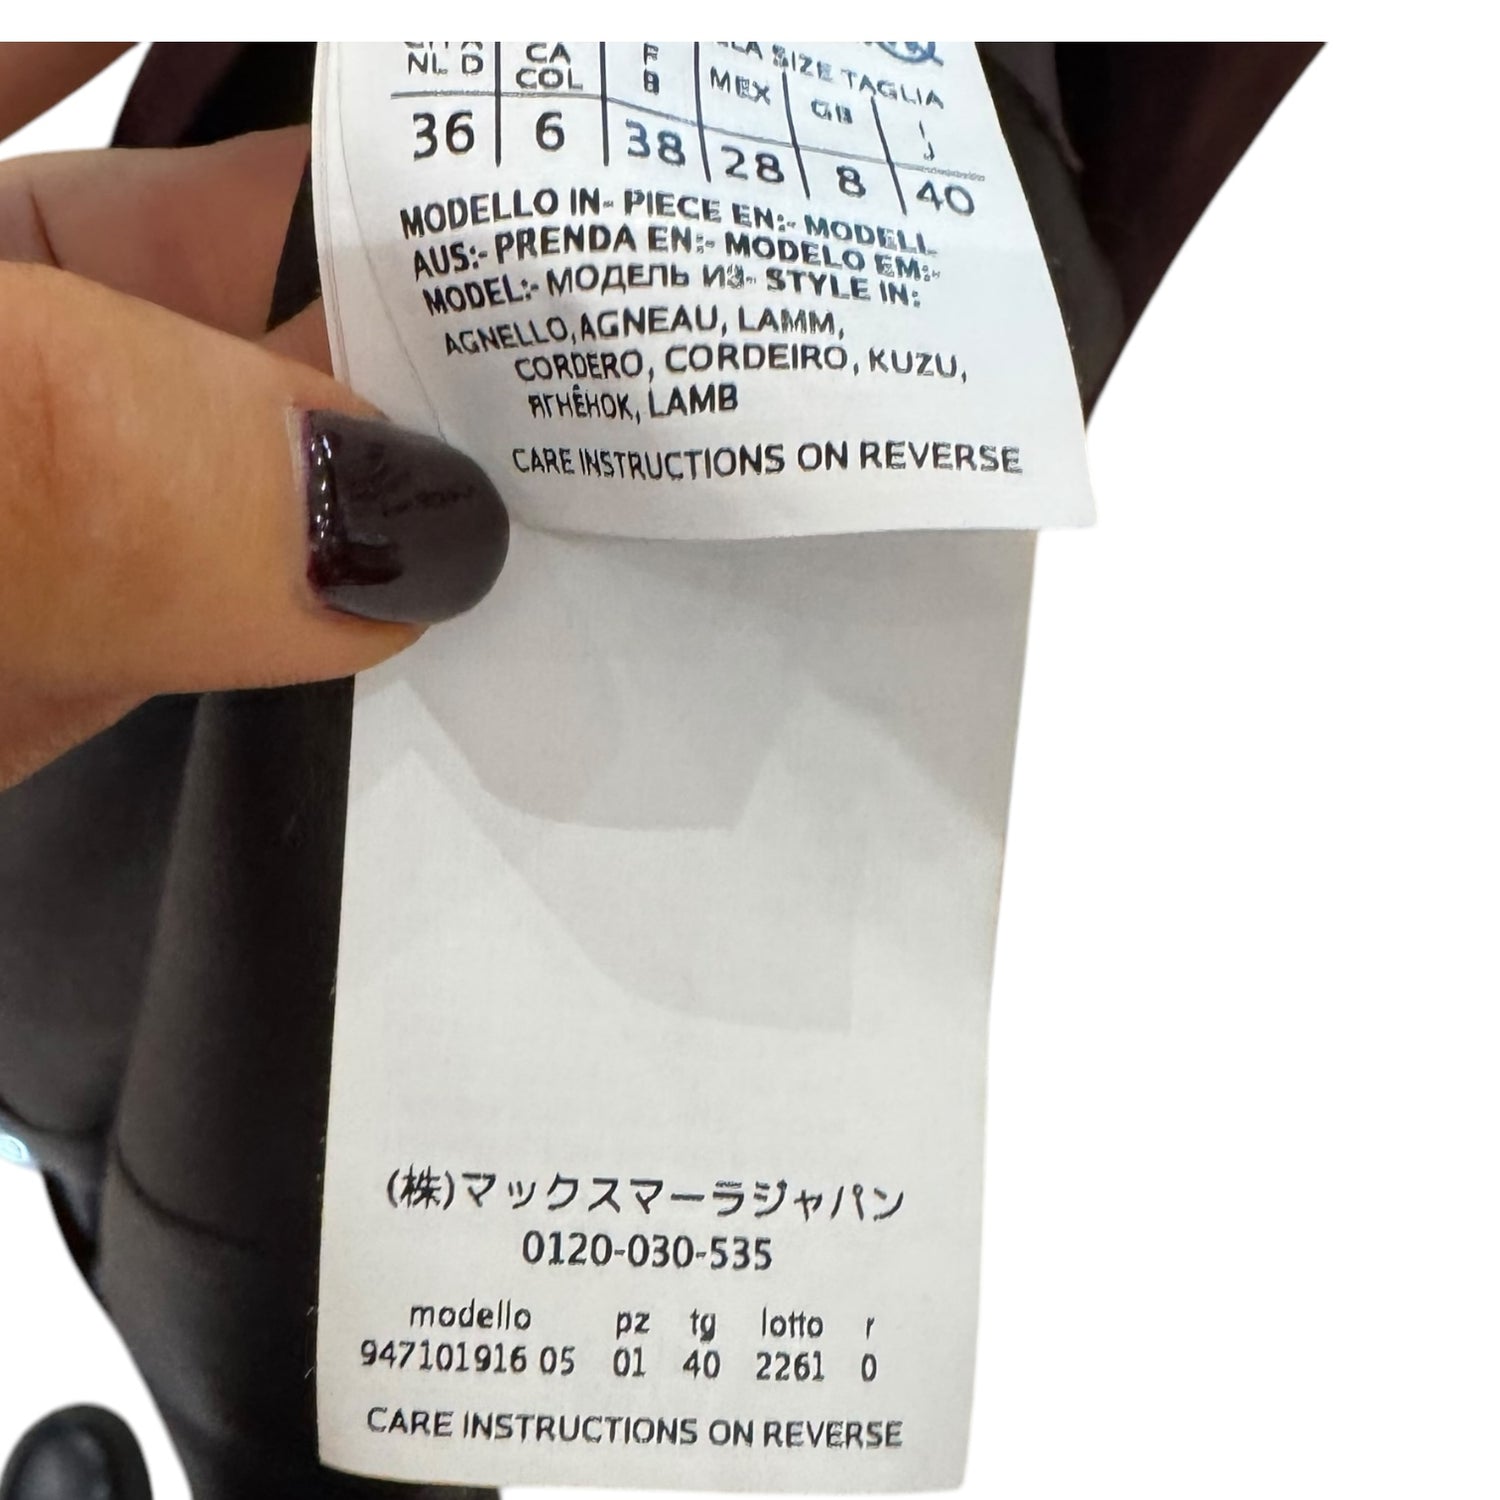 NL D CA COL F B MEX SIZE TAGLIA GB I
36 6 38 28 8 40
MODELLO IN- PIECE EN:- MODELL
AUS:- PRENDA EN:- MODELO EM:-
MODEL:- МОДЕЛЬ ИЗ- STYLE IN:
AGNELLO, AGNEAU, LAMM,
CORDERO, CORDEIRO, KUZU,
ЯГНЁНОК, LAMB
CARE INSTRUCTIONS ON REVERSE
(株)マックスマーラジャパン
0120-030-535
modello pz tg lotto r
947101916 05 01 40 2261 0
CARE INSTRUCTIONS ON REVERSE